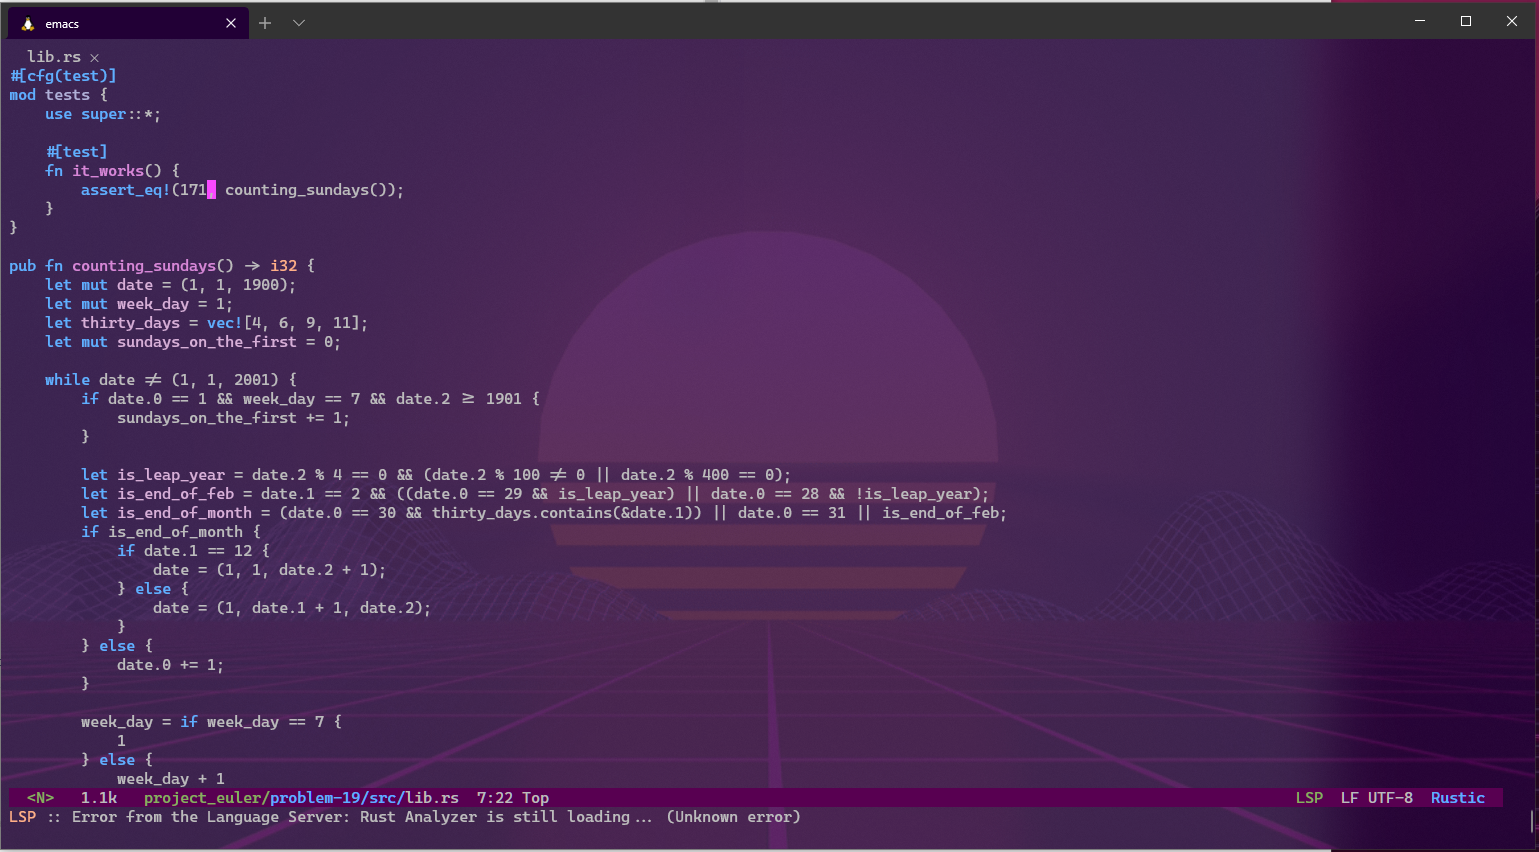 emacs
lib.rs ×
#[cfg(test)]
mod tests {
    use super::*;

    #[test]
    fn it_works() {
        assert_eq!(171, counting_sundays());
    }
}

pub fn counting_sundays() -> i32 {
    let mut date = (1, 1, 1900);
    let mut week_day = 1;
    let thirty_days = vec![4, 6, 9, 11];
    let mut sundays_on_the_first = 0;

    while date != (1, 1, 2001) {
        if date.0 == 1 && week_day == 7 && date.2 >= 1901 {
            sundays_on_the_first += 1;
        }

        let is_leap_year = date.2 % 4 == 0 && (date.2 % 100 != 0 || date.2 % 400 == 0);
        let is_end_of_feb = date.1 == 2 && ((date.0 == 29 && is_leap_year) || date.0 == 28 && !is_leap_year);
        let is_end_of_month = (date.0 == 30 && thirty_days.contains(&date.1)) || date.0 == 31 || is_end_of_feb;
        if is_end_of_month {
            if date.1 == 12 {
                date = (1, 1, date.2 + 1);
            } else {
                date = (1, date.1 + 1, date.2);
            }
        } else {
            date.0 += 1;
        }

        week_day = if week_day == 7 {
            1
        } else {
            week_day + 1
<N> 1.1k project_euler/problem-19/src/lib.rs 7:22 Top LSP LF UTF-8 Rustic
LSP :: Error from the Language Server: Rust Analyzer is still loading... (Unknown error)